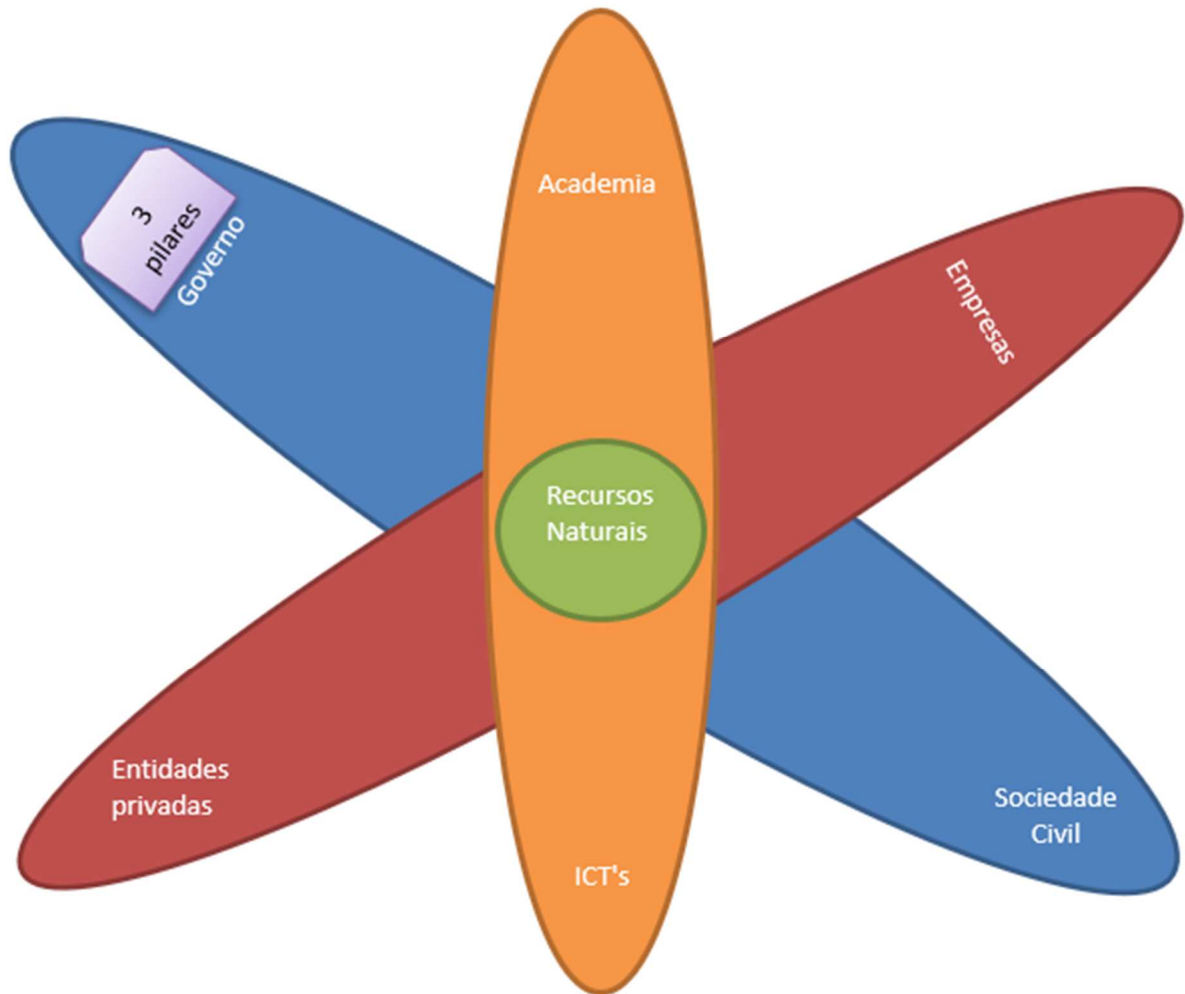 Academia
3
pilares
Governo
Empresas
Recursos
Naturais
Entidades
privadas
Sociedade
Civil
ICT's